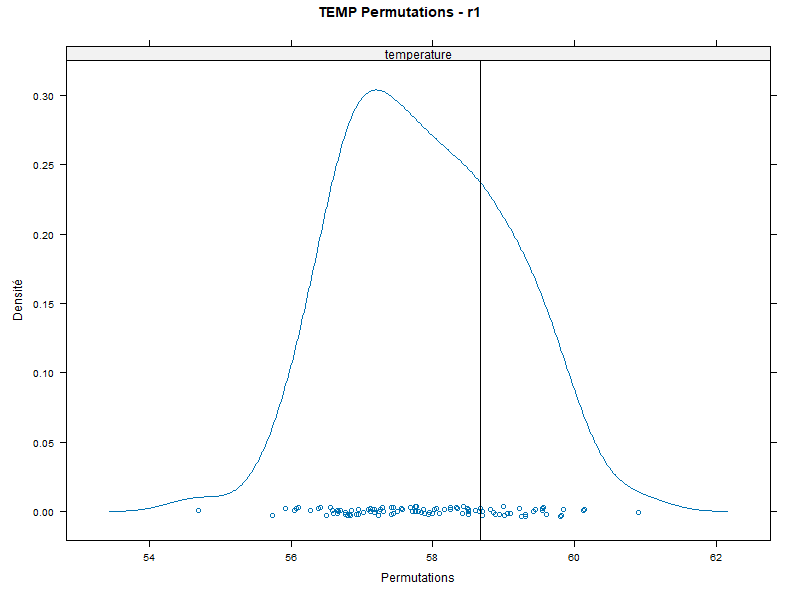 TEMP Permutations - r1
temperature
0.30
0.25
0.20
0.15
0.10
0.05
0.00
Densité
54 56 58 60 62
Permutations